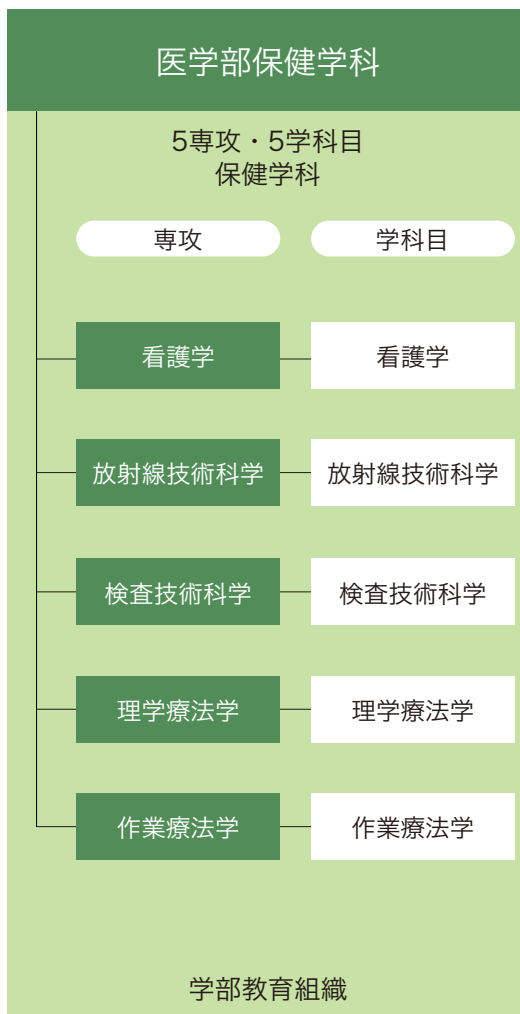 医学部保健学科
5専攻・5学科目
保健学科
専攻 学科目
看護学 看護学
放射線技術科学 放射線技術科学
検査技術科学 検査技術科学
理学療法学 理学療法学
作業療法学 作業療法学
学部教育組織